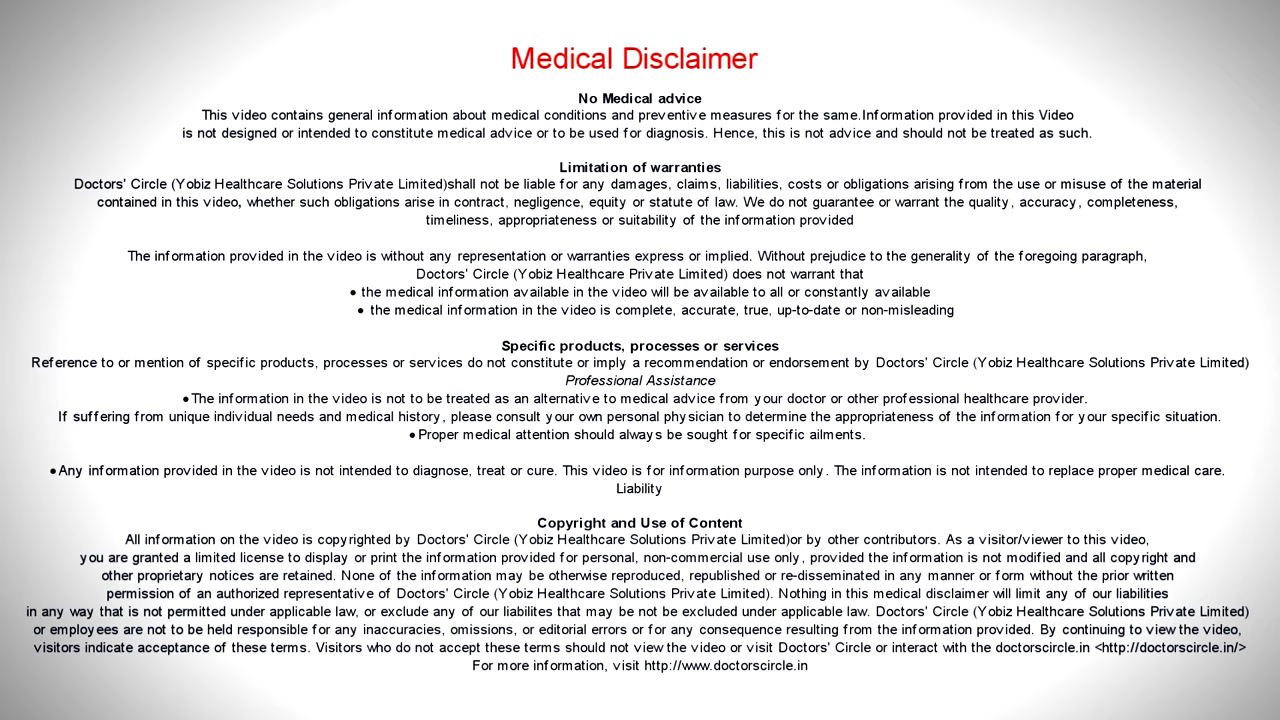 Medical Disclaimer
No Medical advice
This video contains general information about medical conditions and preventive measures for the same.Information provided in this Video
is not designed or intended to constitute medical advice or to be used for diagnosis. Hence, this is not advice and should not be treated as such.
Limitation of warranties
Doctors' Circle (Yobiz Healthcare Solutions Private Limited)shall not be liable for any damages, claims, liabilities, costs or obligations arising from the use or misuse of the material
contained in this video, whether such obligations arise in contract, negligence, equity or statute of law. We do not guarantee or warrant the quality, accuracy, completeness,
timeliness, appropriateness or suitability of the information provided
The information provided in the video is without any representation or warranties express or implied. Without prejudice to the generality of the foregoing paragraph,
Doctors' Circle (Yobiz Healthcare Private Limited) does not warrant that
• the medical information available in the video will be available to all or constantly available
• the medical information in the video is complete, accurate, true, up-to-date or non-misleading
Specific products, processes or services
Reference to or mention of specific products, processes or services do not constitute or imply a recommendation or endorsement by Doctors' Circle (Yobiz Healthcare Solutions Private Limited)
Professional Assistance
•The information in the video is not to be treated as an alternative to medical advice from your doctor or other professional healthcare provider.
If suffering from unique individual needs and medical history, please consult your own personal physician to determine the appropriateness of the information for your specific situation.
•Proper medical attention should always be sought for specific ailments.
•Any information provided in the video is not intended to diagnose, treat or cure. This video is for information purpose only. The information is not intended to replace proper medical care.
Liability
Copyright and Use of Content
All information on the video is copyrighted by Doctors' Circle (Yobiz Healthcare Solutions Private Limited)or by other contributors. As a visitor/viewer to this video,
you are granted a limited license to display or print the information provided for personal, non-commercial use only, provided the information is not modified and all copyright and
other proprietary notices are retained. None of the information may be otherwise reproduced, republished or re-disseminated in any manner or form without the prior written
permission of an authorized representative of Doctors' Circle (Yobiz Healthcare Solutions Private Limited). Nothing in this medical disclaimer will limit any of our liabilities
in any way that is not permitted under applicable law, or exclude any of our liabilites that may be not be excluded under applicable law. Doctors' Circle (Yobiz Healthcare Solutions Private Limited)
or employees are not to be held responsible for any inaccuracies, omissions, or editorial errors or for any consequence resulting from the information provided. By continuing to view the video,
visitors indicate acceptance of these terms. Visitors who do not accept these terms should not view the video or visit Doctors' Circle or interact with the doctorscircle.in <http://doctorscircle.in/>
For more information, visit http://www.doctorscircle.in